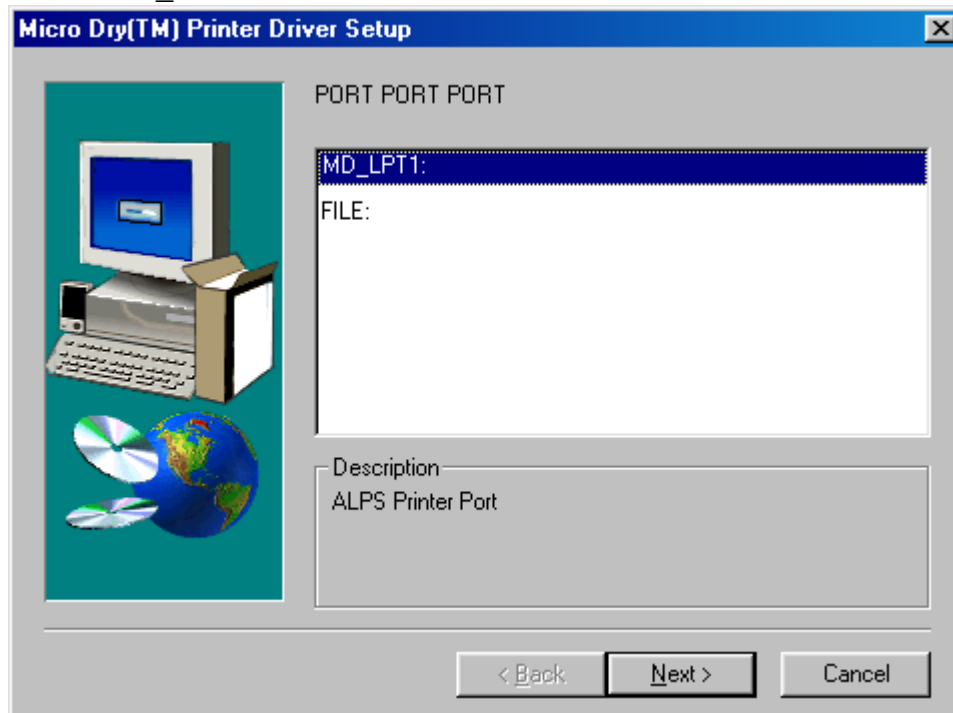 Micro Dry(TM) Printer Driver Setup
PORT PORT PORT
MD_LPT1:
FILE:
Description
ALPS Printer Port
< Back
Next >
Cancel